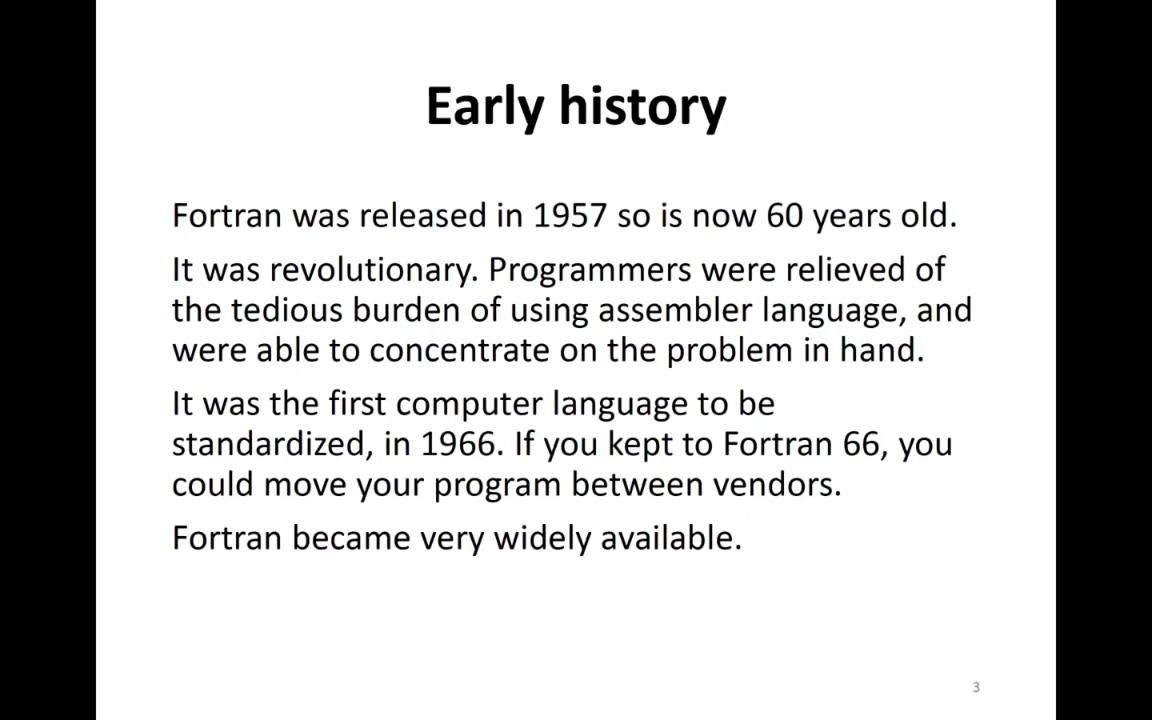 Early history
Fortran was released in 1957 so is now 60 years old.
It was revolutionary. Programmers were relieved of
the tedious burden of using assembler language, and
were able to concentrate on the problem in hand.
It was the first computer language to be
standardized, in 1966. If you kept to Fortran 66, you
could move your program between vendors.
Fortran became very widely available.
3